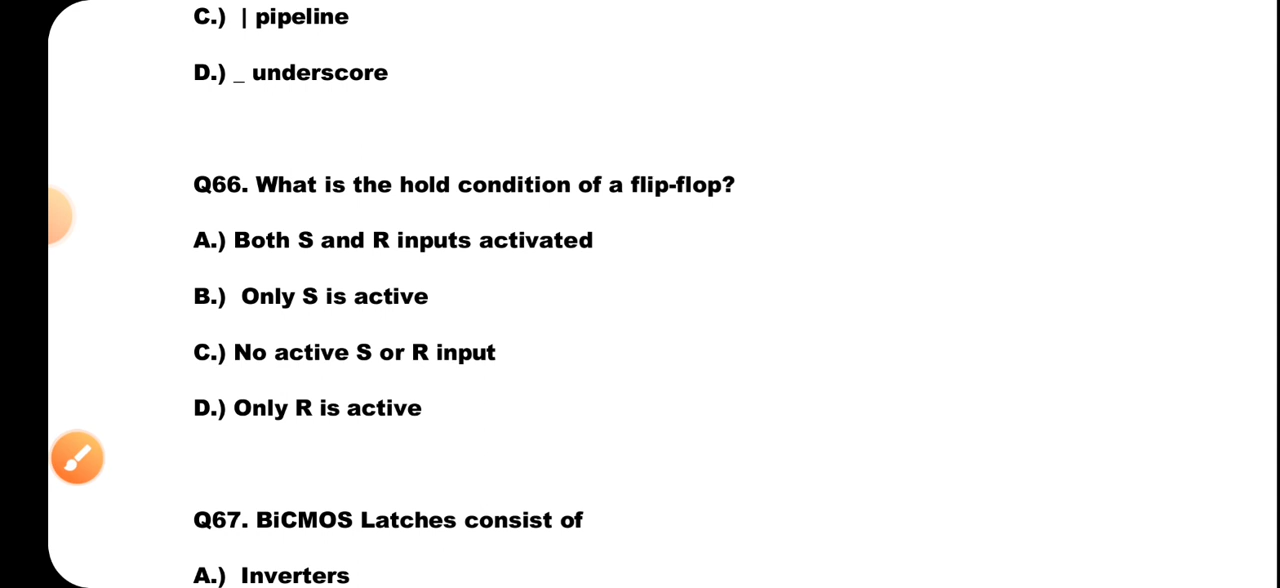 C.) | pipeline
D.) _ underscore
Q66. What is the hold condition of a flip-flop?
A.) Both S and R inputs activated
B.) Only S is active
C.) No active S or R input
D.) Only R is active
Q67. BiCMOS Latches consist of
A.) Inverters